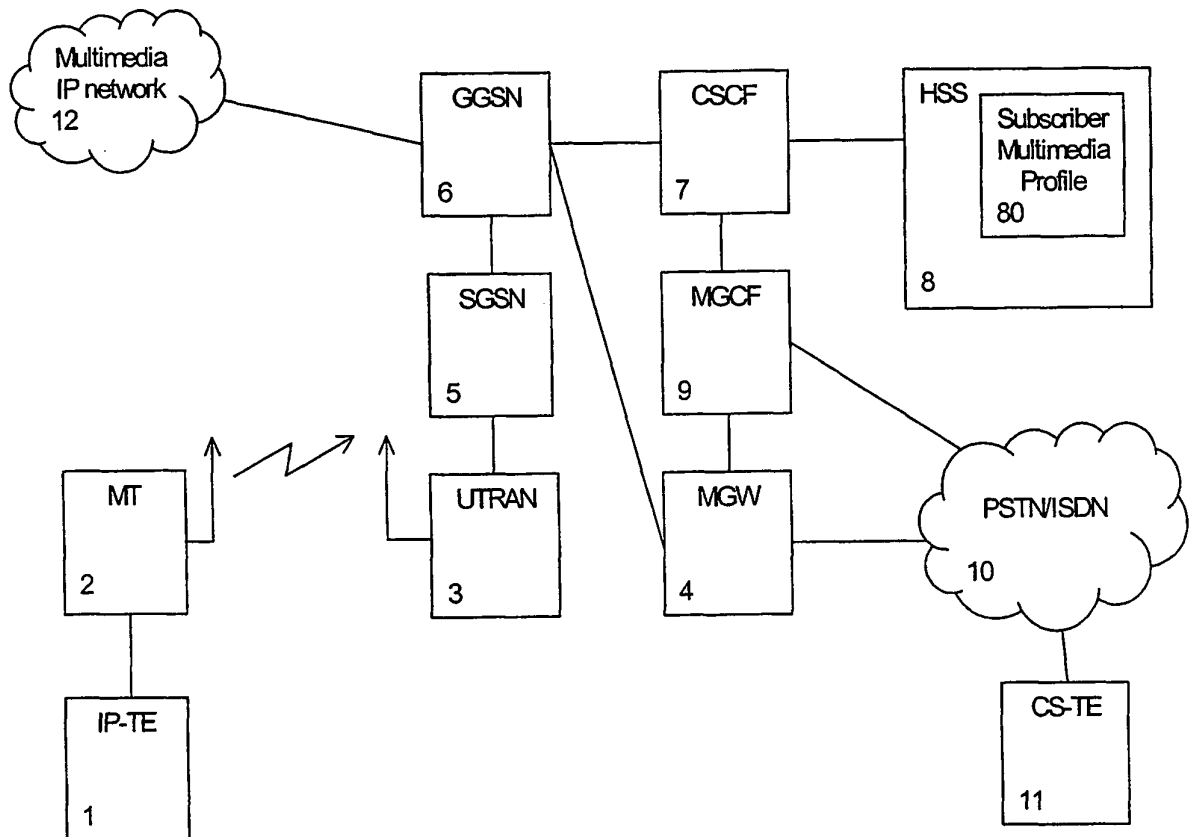 Multimedia
IP network
12
GGSN
6
CSCF
7
HSS
Subscriber
Multimedia
Profile
80
8
SGSN
5
MGCF
9
MT
2
UTRAN
3
MGW
4
PSTN/ISDN
10
IP-TE
1
CS-TE
11